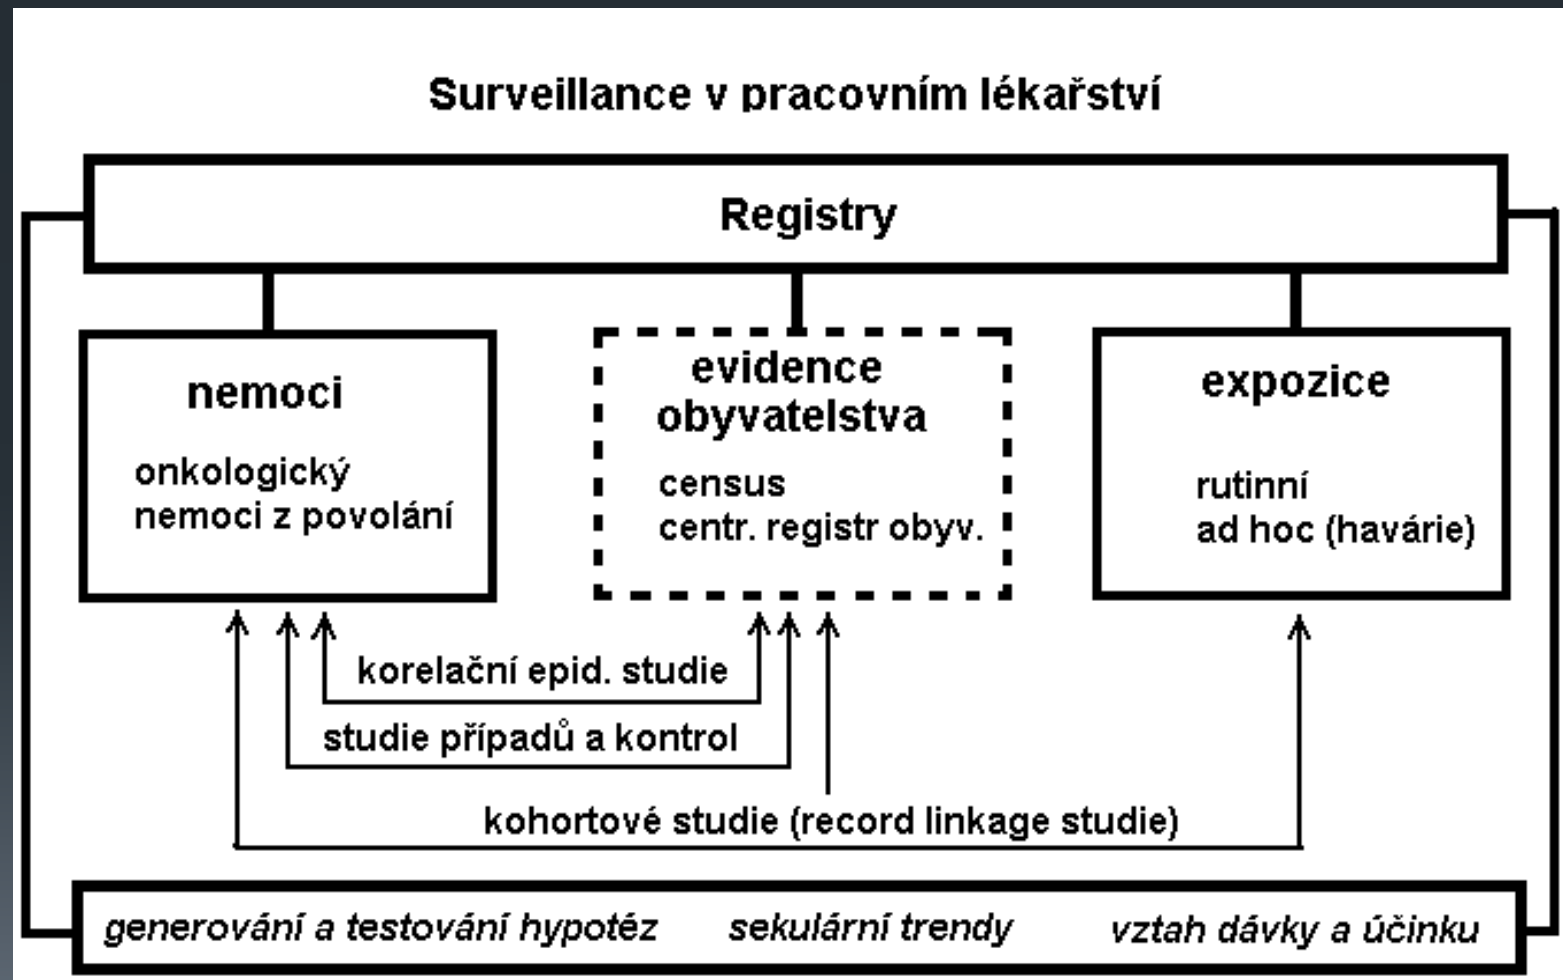 Surveillance v pracovním lékařství
Registry
nemoci
onkologický
nemoci z povolání
evidence
obyvatelstva
census
centr. registr obyv.
expozice
rutinní
ad hoc (havárie)
korelační epid. studie
studie případů a kontrol
kohortové studie (record linkage studie)
generování a testování hypotéz
sekulární trendy
vztah dávky a účinku